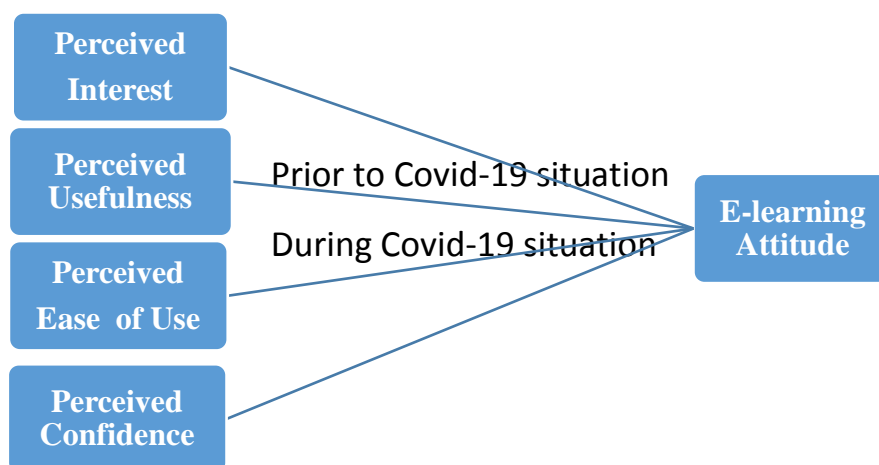 Perceived
Interest
Perceived
Usefulness
Perceived
Ease of Use
Perceived
Confidence
Prior to Covid-19 situation
During Covid-19 situation
E-learning
Attitude